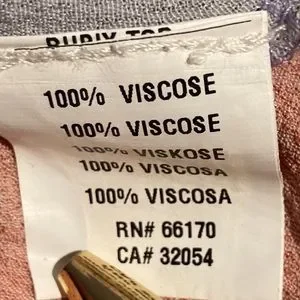 100% VISCOSE
100% VISCOSE
100% VISKOSE
100% VISCOSA
100% VISCOSA
RN# 66170
CA# 32054